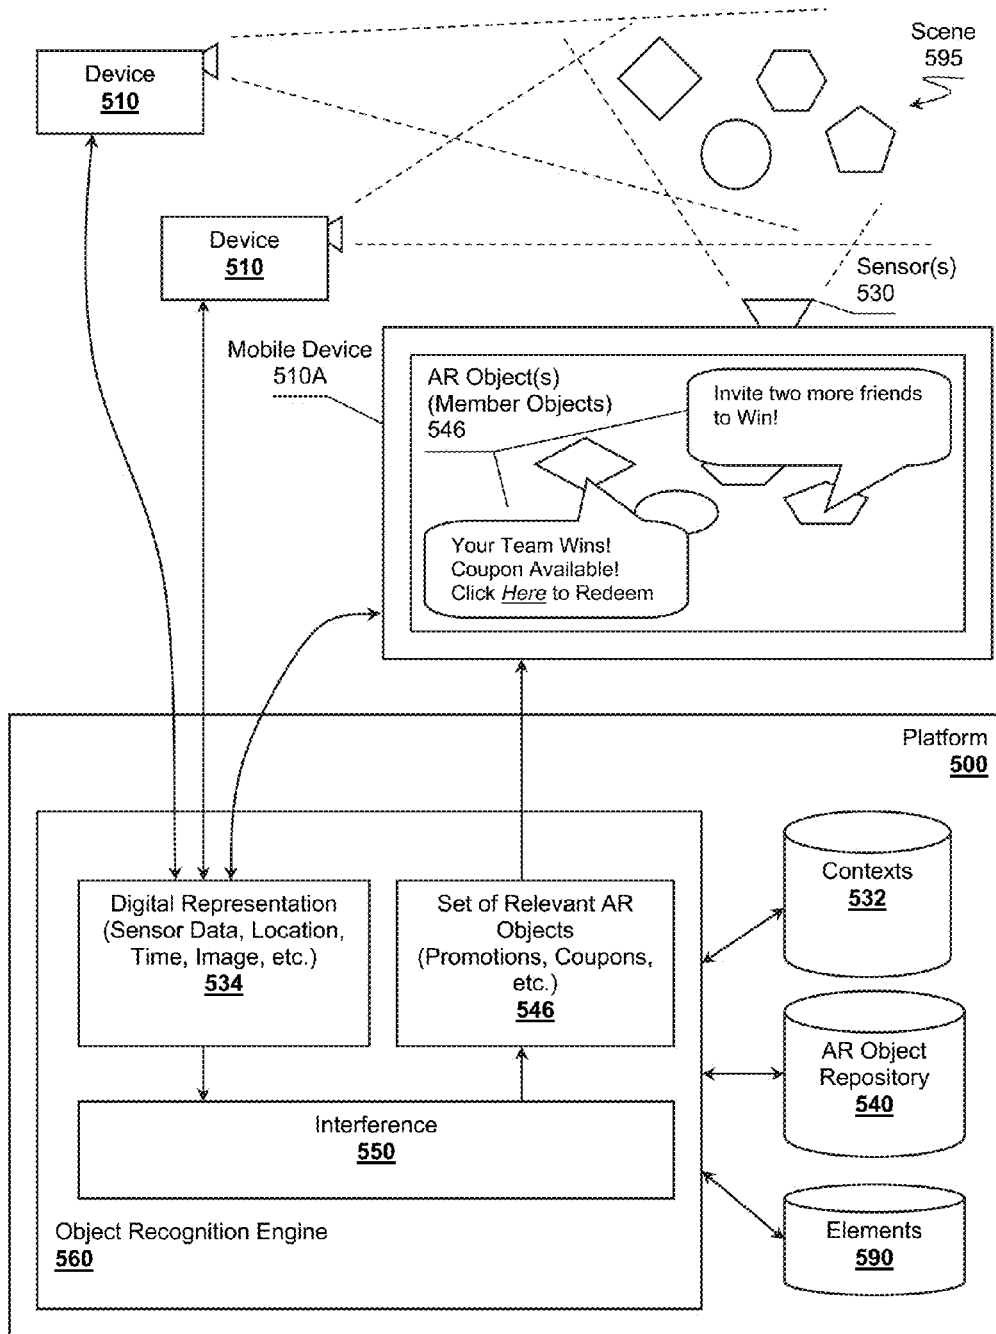 Scene
595
Device
510
Device
510
Sensor(s)
530
Mobile Device
510A
AR Object(s)
(Member Objects)
546
Invite two more friends
to Win!
Your Team Wins!
Coupon Available!
Click Here to Redeem
Platform
500
Digital Representation
(Sensor Data, Location,
Time, Image, etc.)
534
Set of Relevant AR
Objects
(Promotions, Coupons,
etc.)
546
Contexts
532
AR Object
Repository
540
Interference
550
Elements
590
Object Recognition Engine
560